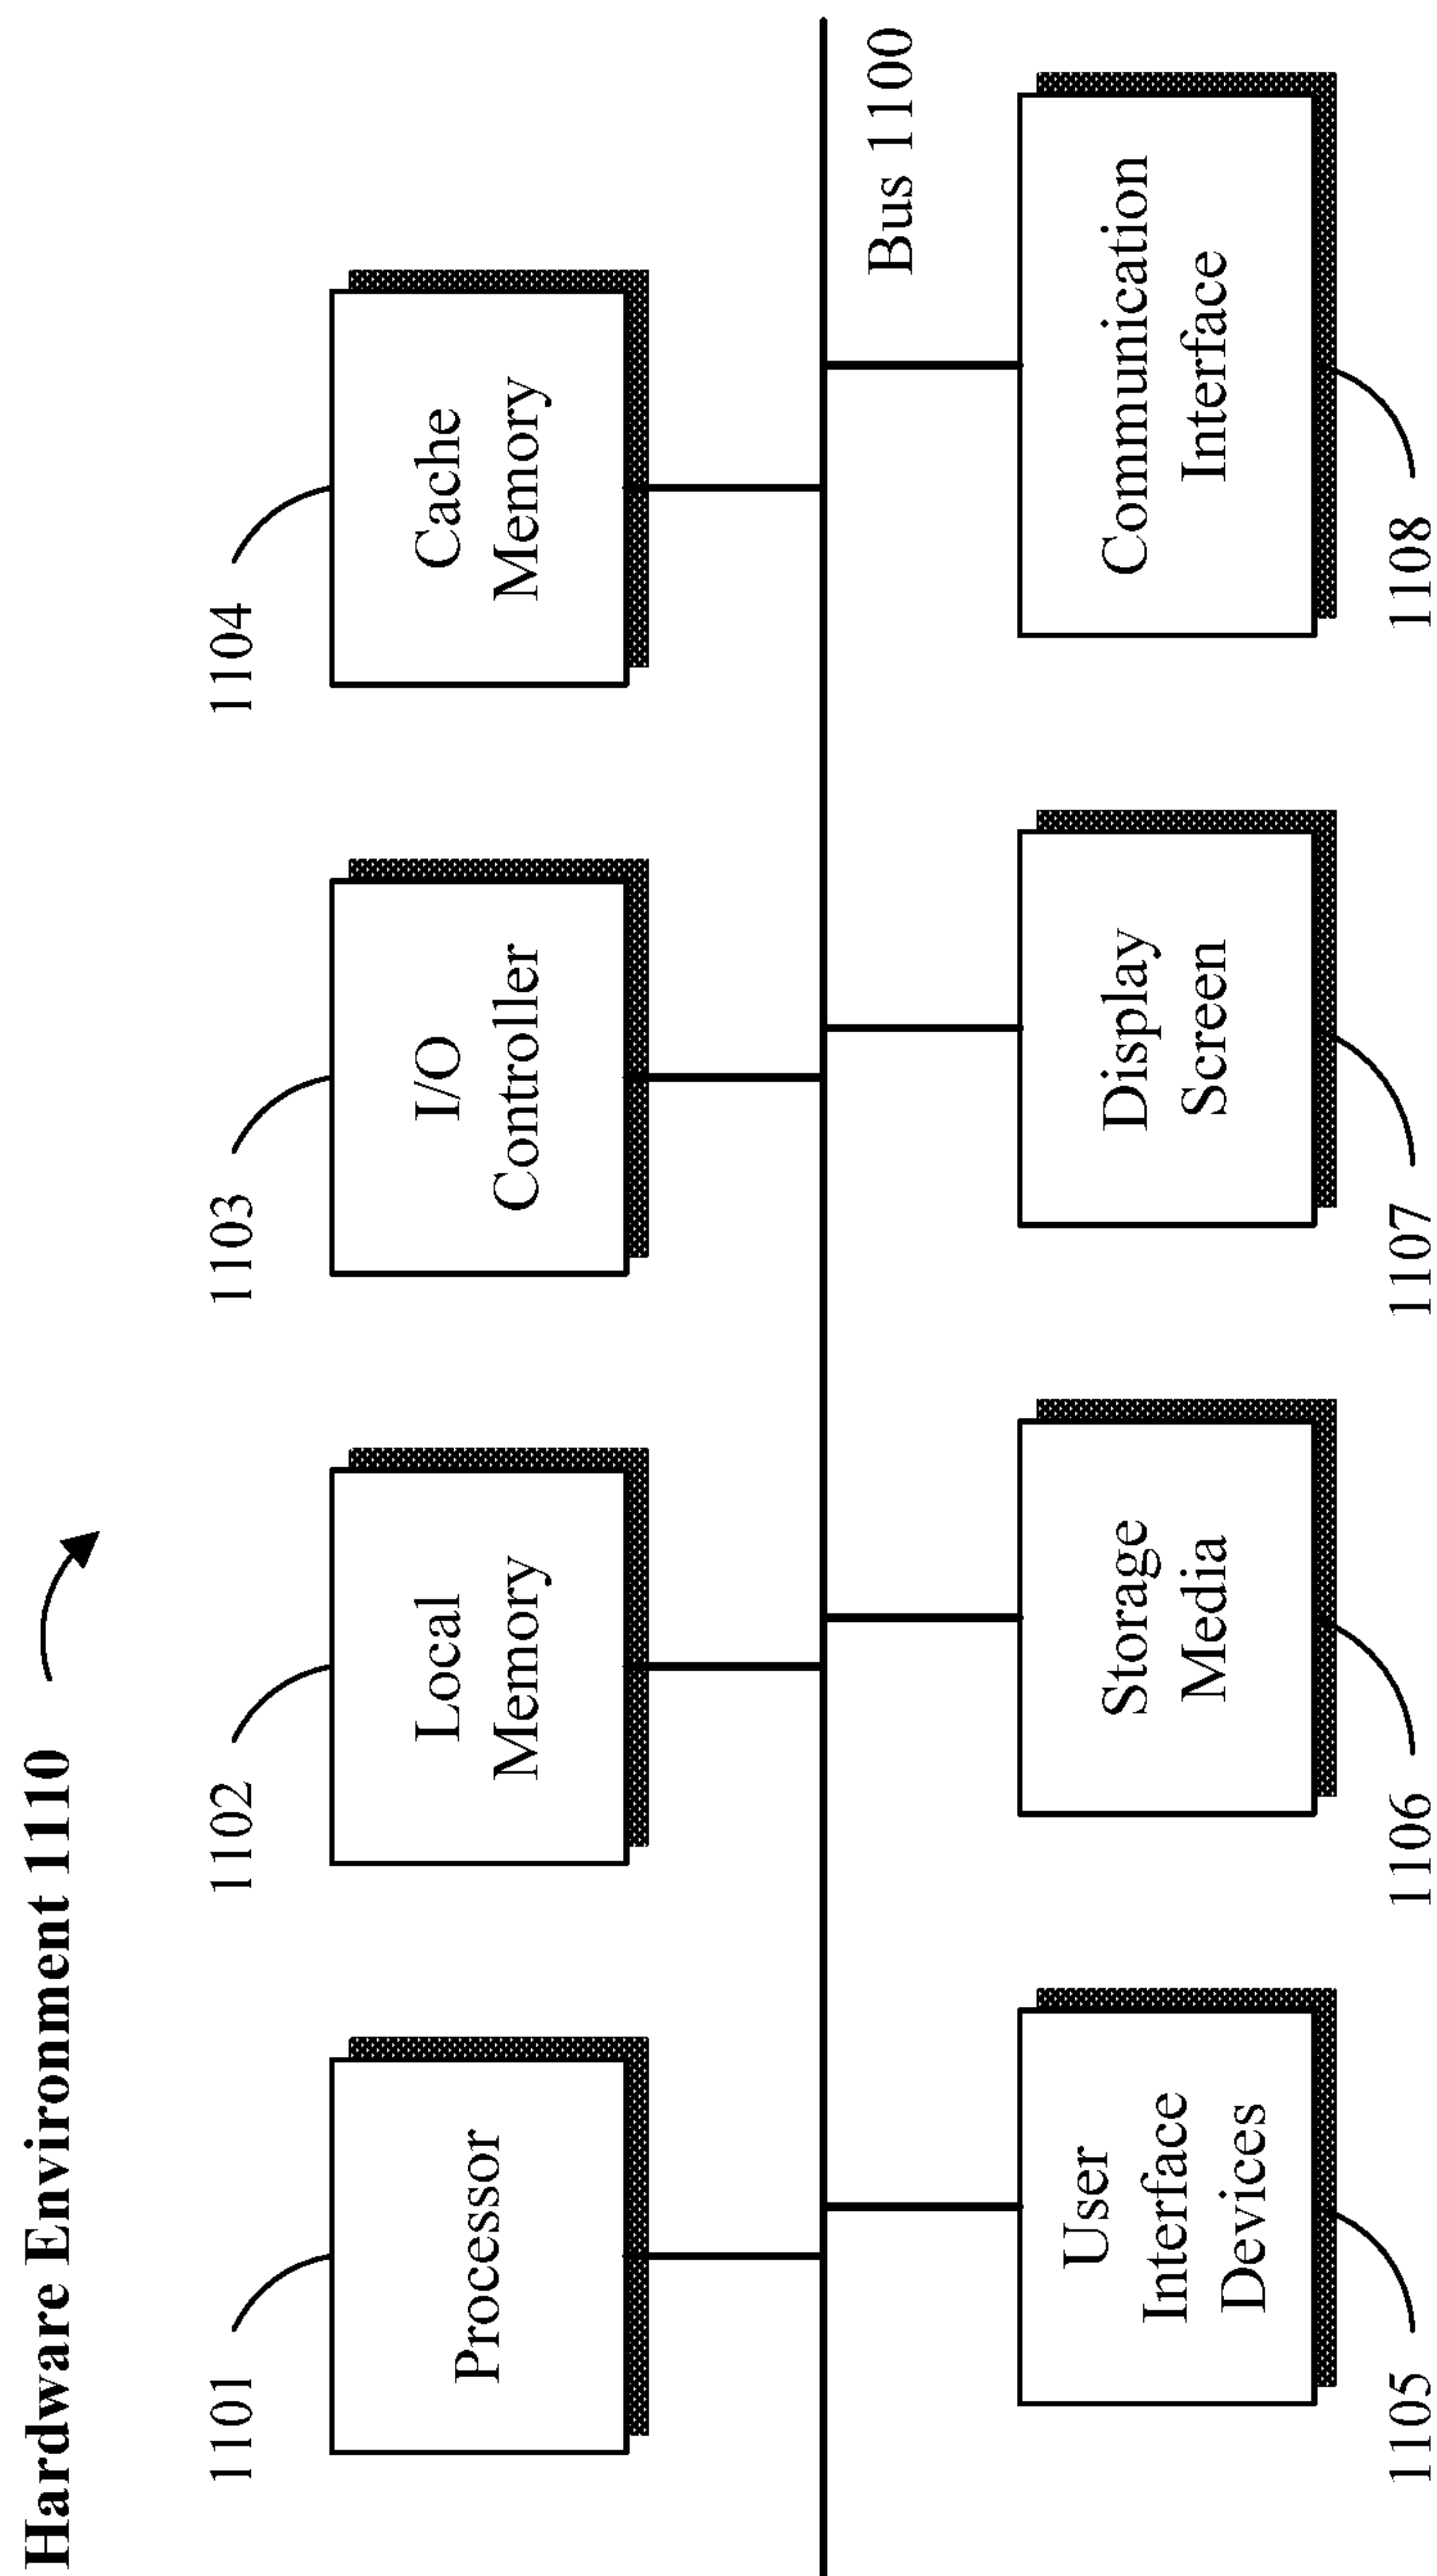 Hardware Environment 1110
1101
Processor
1102
Local
Memory
1103
I/O
Controller
1104
Cache
Memory
Bus 1100
User
Interface
Devices
1105
Storage
Media
1106
Display
Screen
1107
Communication
Interface
1108